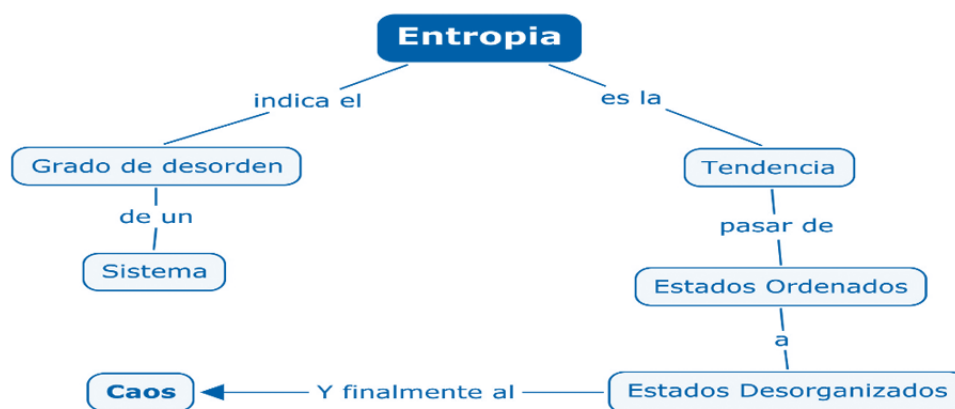 Entropia
indica el
es la
Grado de desorden
Tendencia
de un
pasar de
Sistema
Estados Ordenados
a
Caos
Y finalmente al
Estados Desorganizados